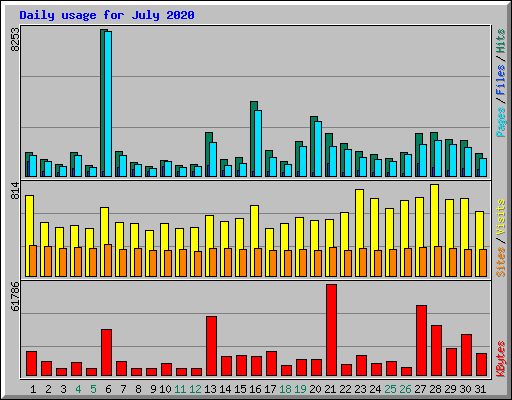 Daily usage for July 2020
8253
Pages / Files / Hits
814
Sites / Visits
61786
KBytes
1 2 3 4 5 6 7 8 9 10 11 12 13 14 15 16 17 18 19 20 21 22 23 24 25 26 27 28 29 30 31